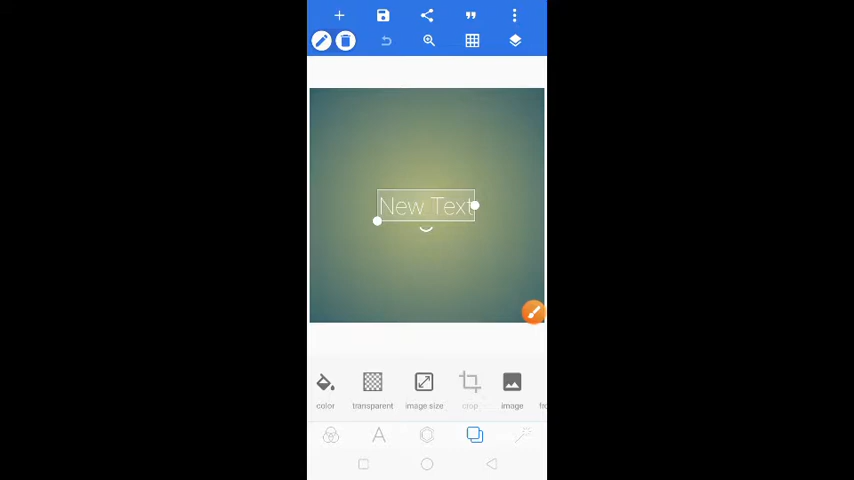 New Text
color
transparent
image size
crop
image